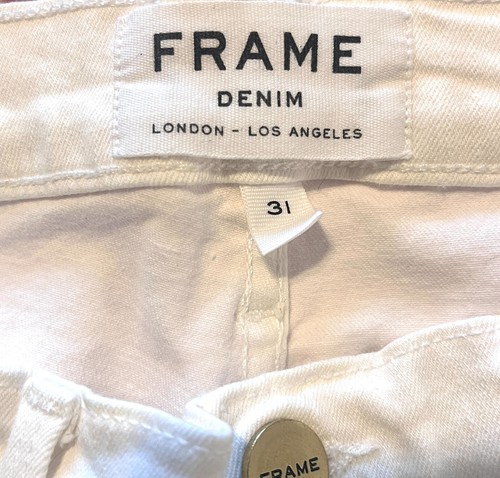 FRAME
DENIM
LONDON - LOS ANGELES
31
FRAME